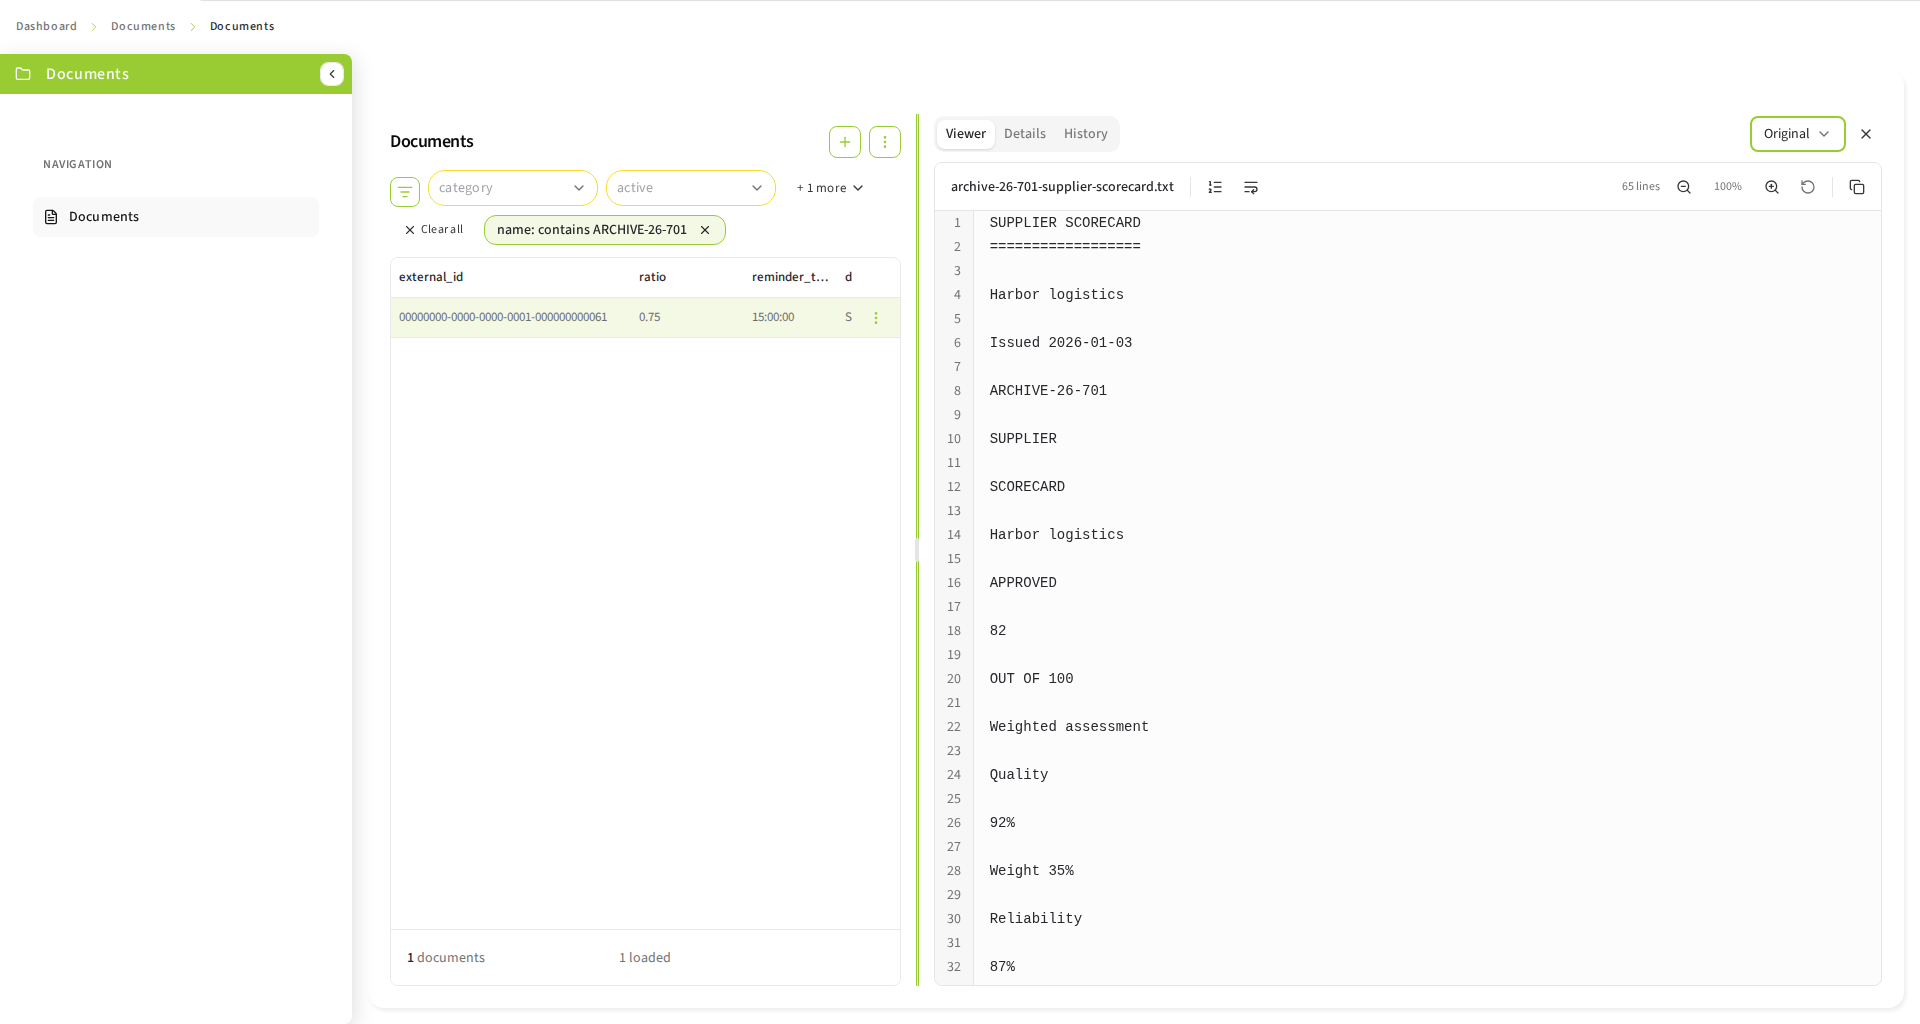 Dashboard
Documents
Documents
Documents
NAVIGATION
Documents
Documents
category
active
+ 1 more
Clear all
name: contains ARCHIVE-26-701
external_id
ratio
reminder_t...
d
00000000-0000-0000-0001-000000000061
0.75
15:00:00
S
1 documents
1 loaded
Viewer
Details
History
Original
archive-26-701-supplier-scorecard.txt
65 lines
100%
1 SUPPLIER SCORECARD
2 ==================
3
4 Harbor logistics
5
6 Issued 2026-01-03
7
8 ARCHIVE-26-701
9
10 SUPPLIER
11
12 SCORECARD
13
14 Harbor logistics
15
16 APPROVED
17
18 82
19
20 OUT OF 100
21
22 Weighted assessment
23
24 Quality
25
26 92%
27
28 Weight 35%
29
30 Reliability
31
32 87%